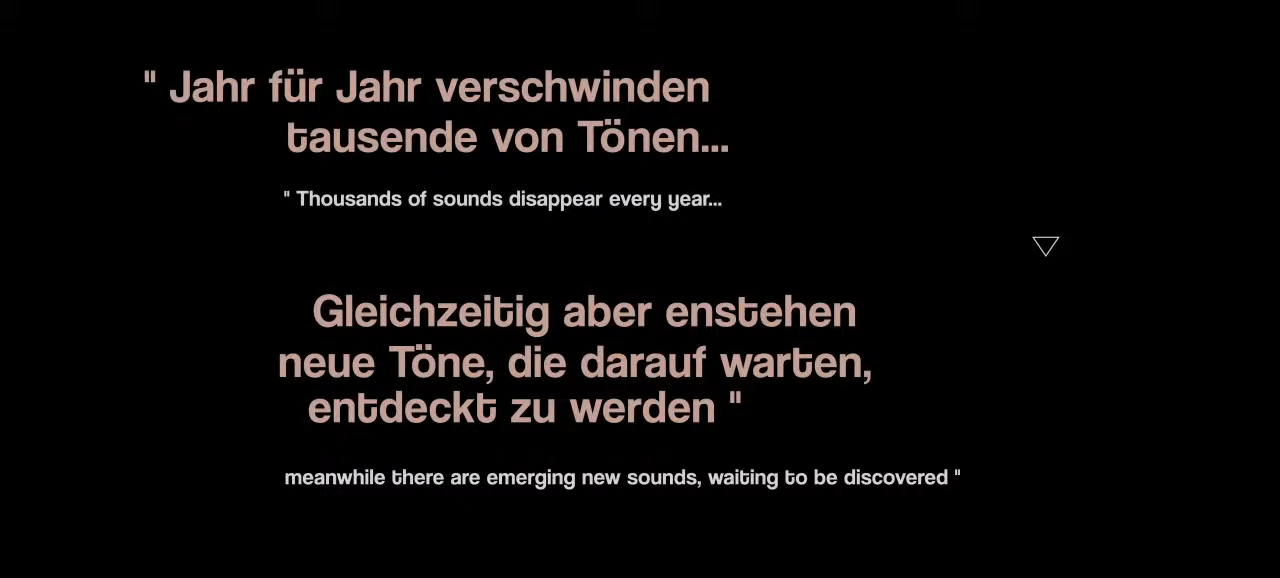 " Jahr für Jahr verschwinden
tausende von Tönen...
" Thousands of sounds disappear every year...
Gleichzeitig aber enstehen
neue Töne, die darauf warten,
entdeckt zu werden "
meanwhile there are emerging new sounds, waiting to be discovered "